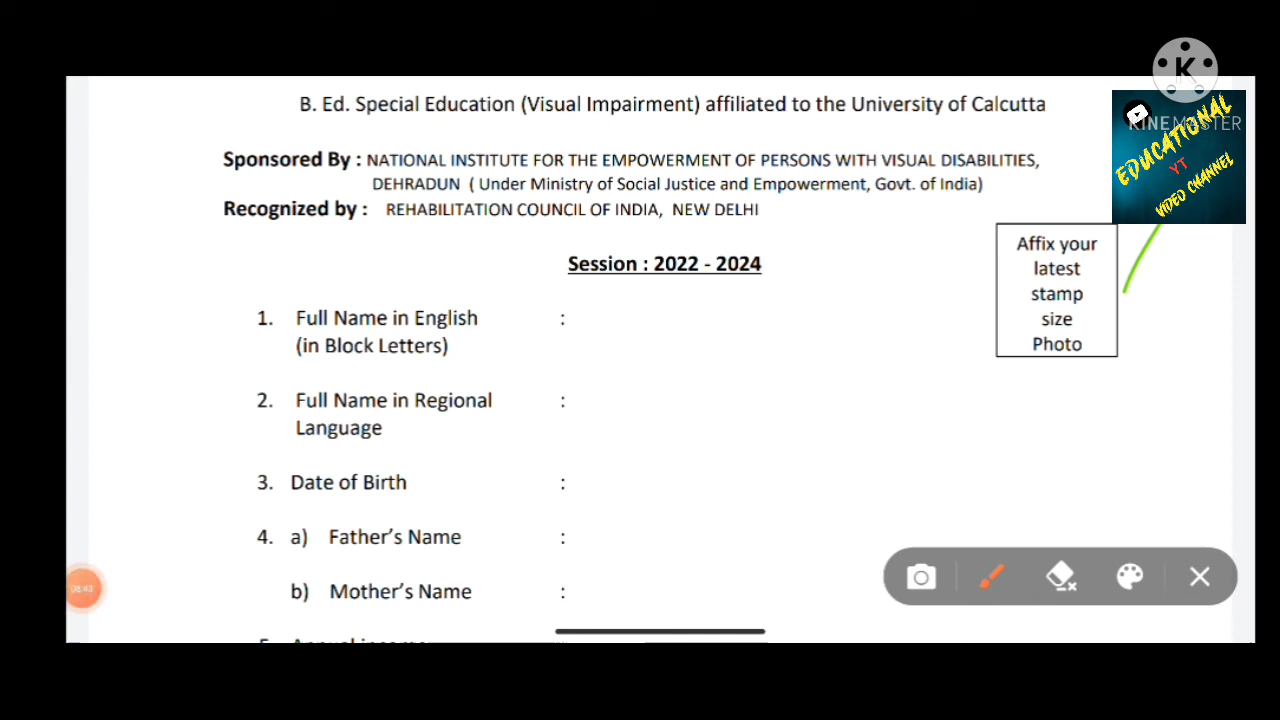 B. Ed. Special Education (Visual Impairment) affiliated to the University of Calcutta
KINEMASTER
EDUCATIONAL
YT
VIDEO CHANNEL
Sponsored By : NATIONAL INSTITUTE FOR THE EMPOWERMENT OF PERSONS WITH VISUAL DISABILITIES,
DEHRADUN ( Under Ministry of Social Justice and Empowerment, Govt. of India)
Recognized by : REHABILITATION COUNCIL OF INDIA, NEW DELHI
Session : 2022 - 2024
Affix your
latest
stamp
size
Photo
1. Full Name in English :
(in Block Letters)
2. Full Name in Regional :
Language
3. Date of Birth :
4. a) Father's Name :
b) Mother's Name :
5. Annual income
K